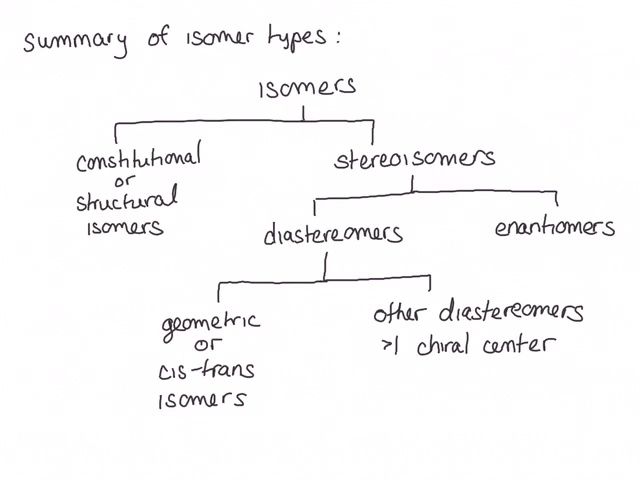 summary of isomer types:
isomers
constitutional
or
structural
isomers
stereoisomers
diastereomers
enantiomers
geometric
or
cis-trans
isomers
other diastereomers
>1 chiral center